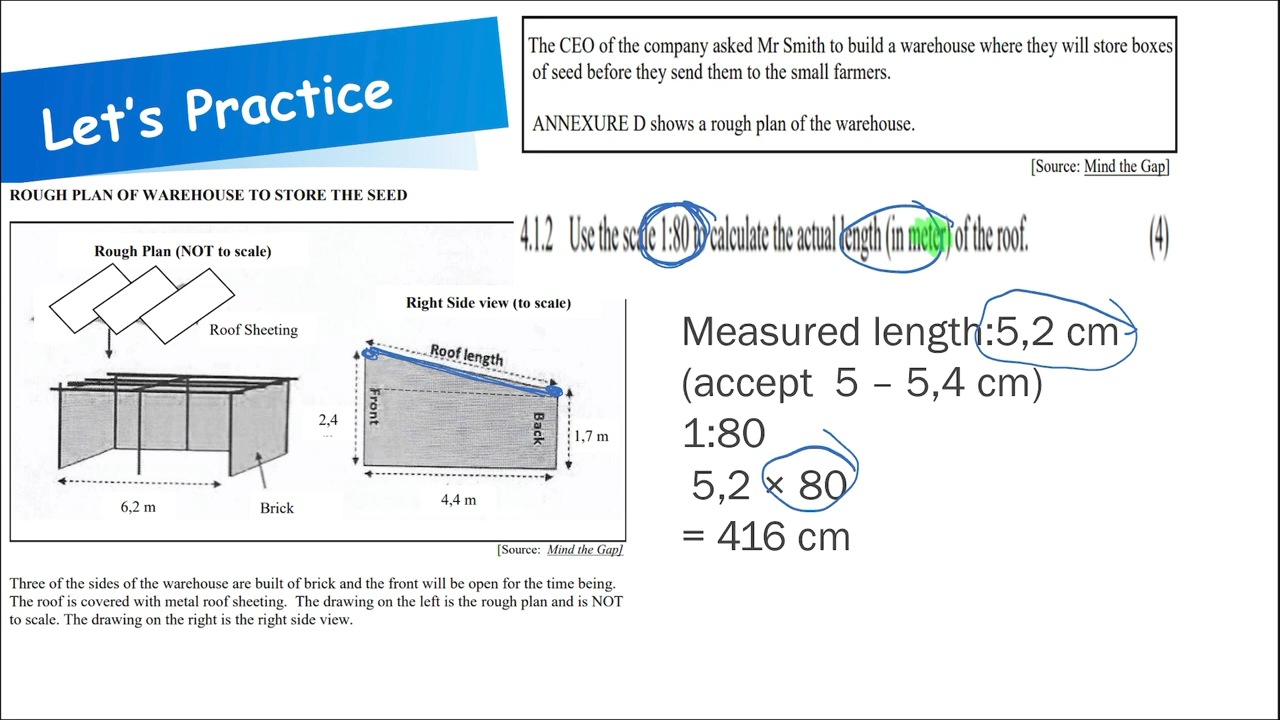 Let's Practice
The CEO of the company asked Mr Smith to build a warehouse where they will store boxes
of seed before they send them to the small farmers.
ANNEXURE D shows a rough plan of the warehouse.
[Source: Mind the Gap]
ROUGH PLAN OF WAREHOUSE TO STORE THE SEED
4.1.2 Use the scale 1:80 to calculate the actual length (in meter) of the roof. (4)
Rough Plan (NOT to scale)
Roof Sheeting
6,2 m
Brick
Right Side view (to scale)
Roof length
Front
Back
2,4
1,7 m
4,4 m
[Source: Mind the Gap]
Three of the sides of the warehouse are built of brick and the front will be open for the time being.
The roof is covered with metal roof sheeting. The drawing on the left is the rough plan and is NOT
to scale. The drawing on the right is the right side view.
Measured length:5,2 cm
(accept 5 – 5,4 cm)
1:80
5,2 × 80
= 416 cm